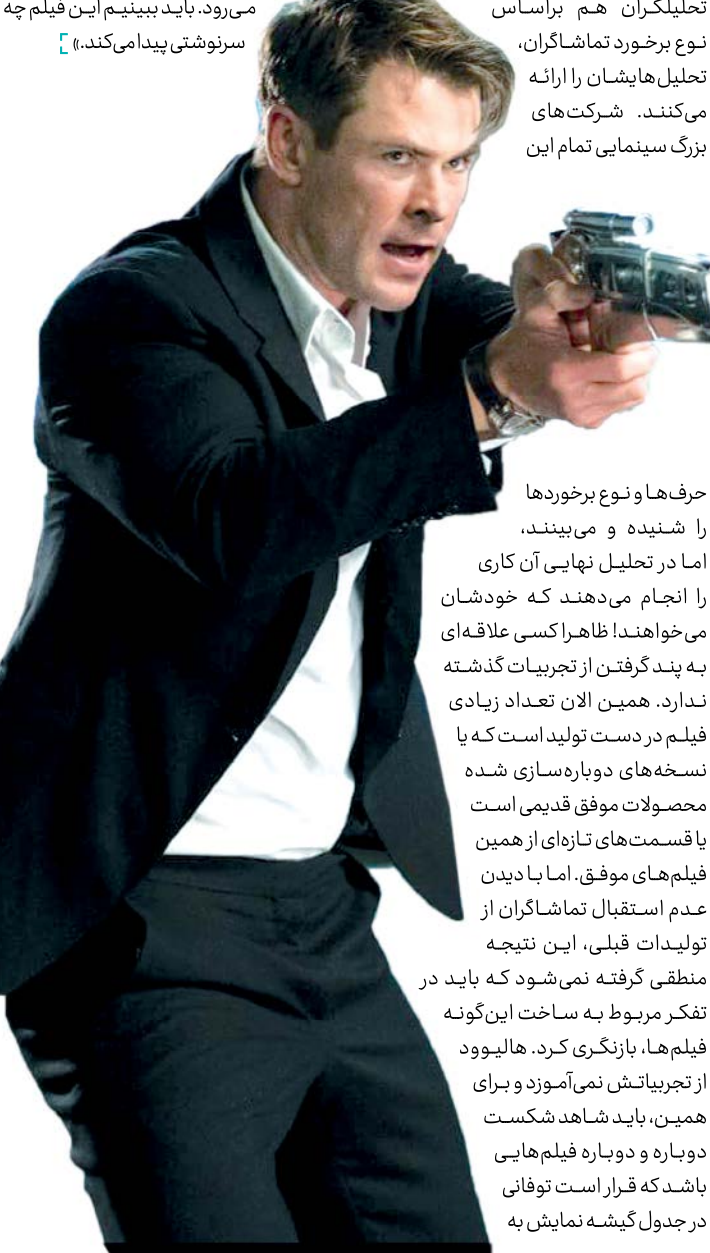 تحلیلگران هم براساس
نوع برخورد تماشاگران،
تحلیل‌هایشان را ارائه
می‌کنند. شرکت‌های
بزرگ سینمایی تمام این
حرف‌ها و نوع برخوردها
را شنیده و می‌بینند،
اما در تحلیل نهایی آن کاری
را انجام می‌دهند که خودشان
می‌خواهند! ظاهرا کسی علاقه‌ای
به پند گرفتن از تجربیات گذشته
ندارد. همین الان تعداد زیادی
فیلم در دست تولید است که یا
نسخه‌های دوباره‌سازی شده
محصولات موفق قدیمی است
یا قسمت‌های تازه‌ای از همین
فیلم‌های موفق. اما با دیدن
عدم استقبال تماشاگران از
تولیدات قبلی، این نتیجه
منطقی گرفته نمی‌شود که باید در
تفکر مربوط به ساخت این‌گونه
فیلم‌ها، بازنگری کرد. هالیوود
از تجربیاتش نمی‌آموزد و برای
همین، باید شاهد شکست
دوباره و دوباره فیلم‌هایی
باشد که قرار است توفانی
در جدول گیشه نمایش به
می‌رود. باید ببینیم این فیلم چه
سرنوشتی پیدا می‌کند.»